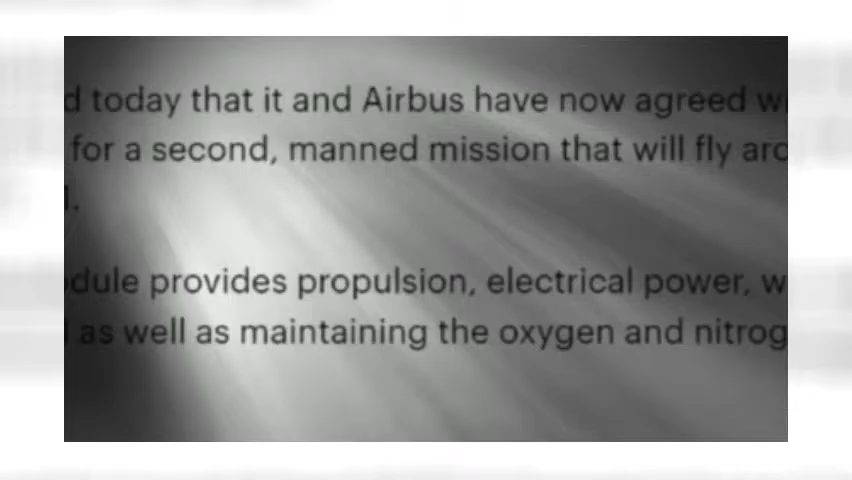 d today that it and Airbus have now agreed w
for a second, manned mission that will fly aro
l.
dule provides propulsion, electrical power, w
as well as maintaining the oxygen and nitrog